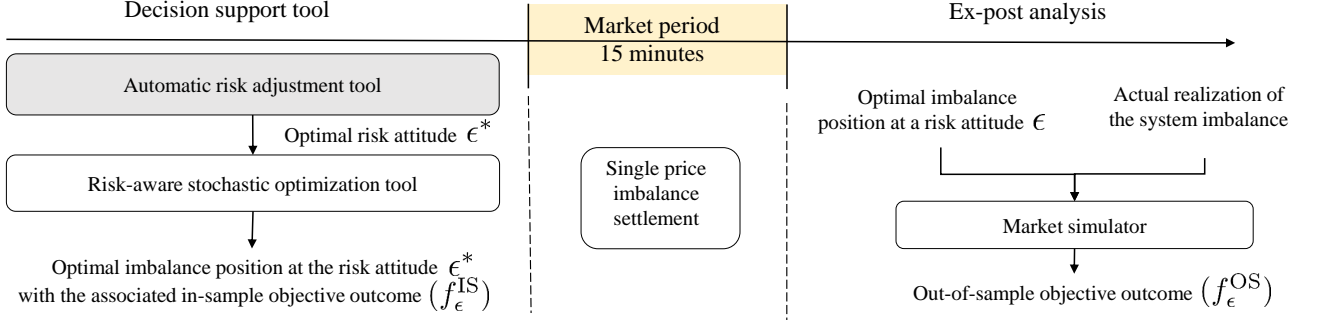 Decision support tool
Market period
15 minutes
Ex-post analysis
Automatic risk adjustment tool
Optimal risk attitude ϵ*
Risk-aware stochastic optimization tool
Optimal imbalance position at the risk attitude ϵ*
with the associated in-sample objective outcome (f_ϵ^IS)
Single price
imbalance
settlement
Optimal imbalance
position at a risk attitude ϵ
Actual realization of
the system imbalance
Market simulator
Out-of-sample objective outcome (f_ϵ^OS)